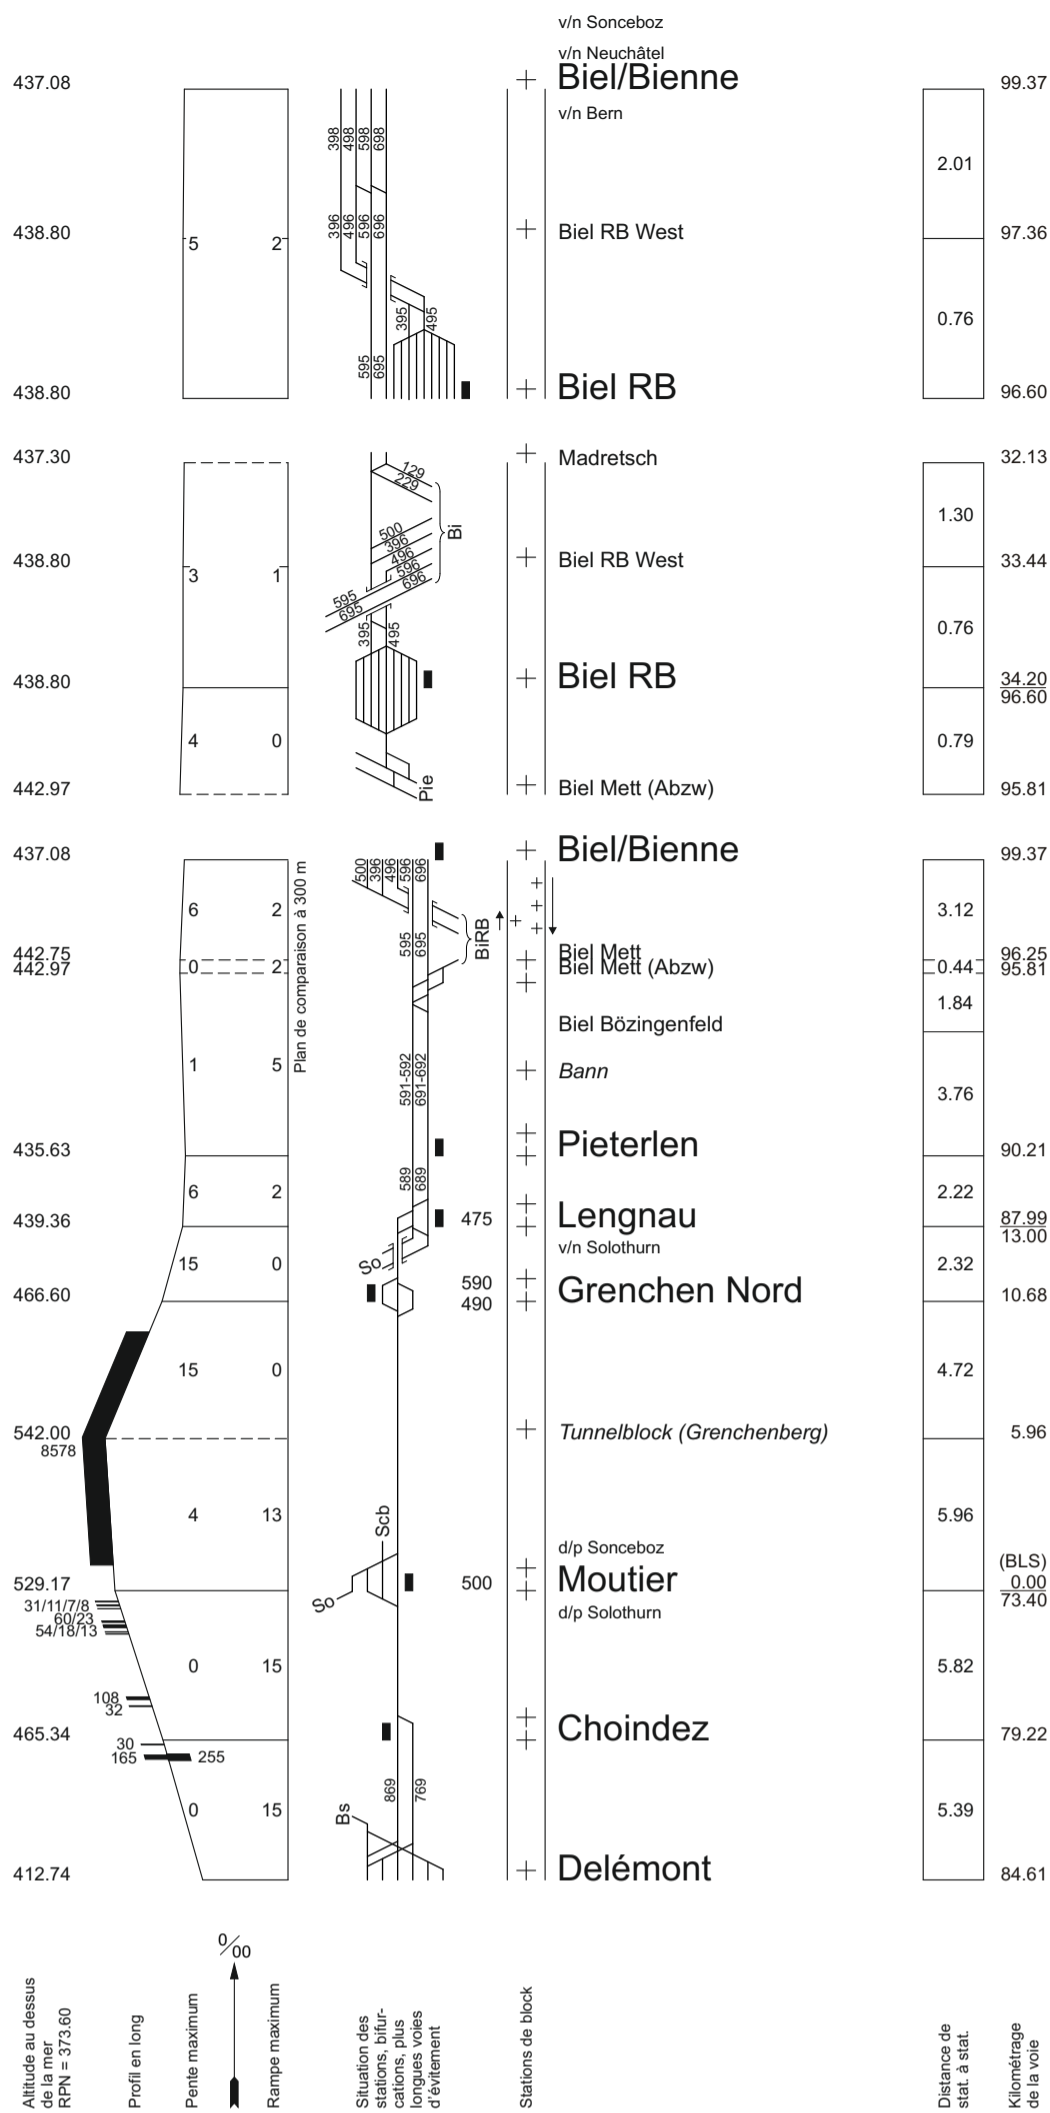 v/n Sonceboz
v/n Neuchâtel
437.08 Biel/Bienne 99.37
v/n Bern
398 498 598 698
2.01
396 496 596 696
438.80 5 2 Biel RB West 97.36
395 495
0.76
595 695
438.80 Biel RB 96.60
437.30 Madretsch 32.13
129
229
1.30
Bi
500
396
496
596
696
438.80 3 1 Biel RB West 33.44
595
695
395 495
0.76
438.80 Biel RB 34.20
96.60
4 0 0.79
Pie
442.97 Biel Mett (Abzw) 95.81
437.08 Biel/Bienne 99.37
500 396 496 596 696
Plan de comparaison à 300 m
6 2 3.12
595 695 BiRB
442.75 Biel Mett 96.25
442.97 0 2 Biel Mett (Abzw) 0.44 95.81
1.84
Biel Bözingenfeld
1 5 591-592 691-692 Bann
3.76
435.63 Pieterlen 90.21
6 2 589 689 2.22
439.36 475 Lengnau 87.99
13.00
v/n Solothurn
15 0 So 2.32
466.60 590 Grenchen Nord 10.68
490
15 0 4.72
542.00 Tunnelblock (Grenchenberg) 5.96
8578
4 13 Scb 5.96
d/p Sonceboz
(BLS)
529.17 500 Moutier 0.00
73.40
31/11/7/8 So d/p Solothurn
60/23
54/18/13
0 15 5.82
108
32
465.34 Choindez 79.22
30
165 255
869 769
0 15 Bs 5.39
412.74 Delémont 84.61
0/00
Altitude au dessus
de la mer
RPN = 373.60
Profil en long
Pente maximum
Rampe maximum
Situation des
stations, bifur-
cations, plus
longues voies
d'évitement
Stations de block
Distance de
stat. à stat.
Kilométrage
de la voie